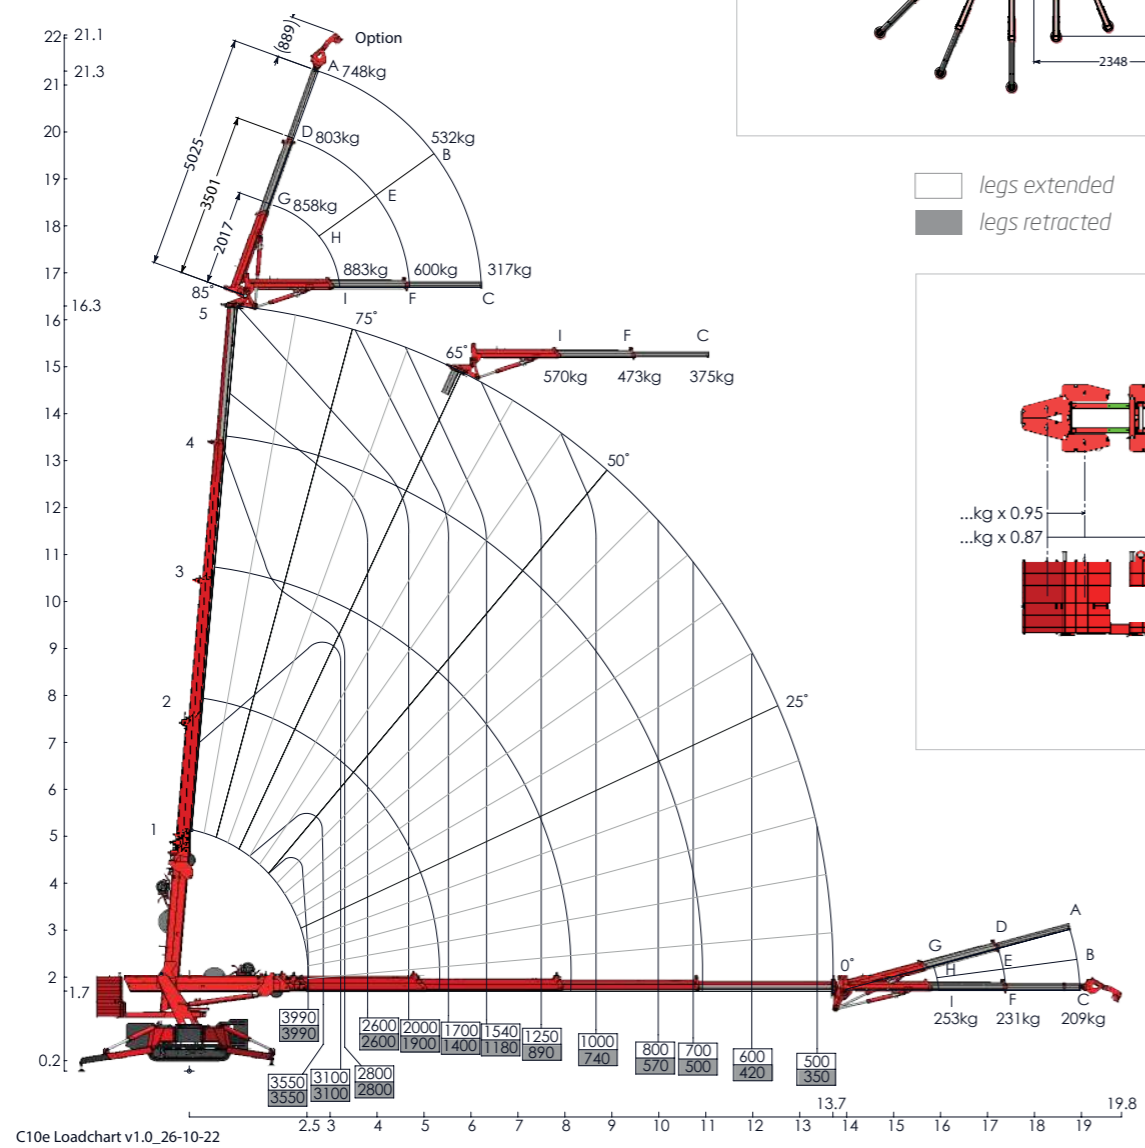 22
21.1
(889)
Option
21.3
A 748kg
21
2348
20
D 803kg
532kg
B
5025
3501
2017
19
G 858kg
E
legs extended
18
H
legs retracted
17
883kg
600kg
317kg
85°
I
F
C
16.3
5
16
75°
I
F
C
15
65°
570kg
473kg
375kg
14
4
13
50°
12
...kg x 0.95
11
...kg x 0.87
3
10
9
8
2
25°
7
6
5
1
4
3
A
D
G
B
2
0°
H
E
1.7
I
F
C
3990
3990
2600
2600
2000
1900
1700
1400
1540
1180
1250
890
1000
740
800
570
700
500
600
420
500
350
253kg
231kg
209kg
0.2
3550
3550
3100
3100
2800
2800
13.7
19.8
2.5 3 4 5 6 7 8 9 10 11 12 13 14 15 16 17 18 19
C10e Loadchart v1.0_26-10-22